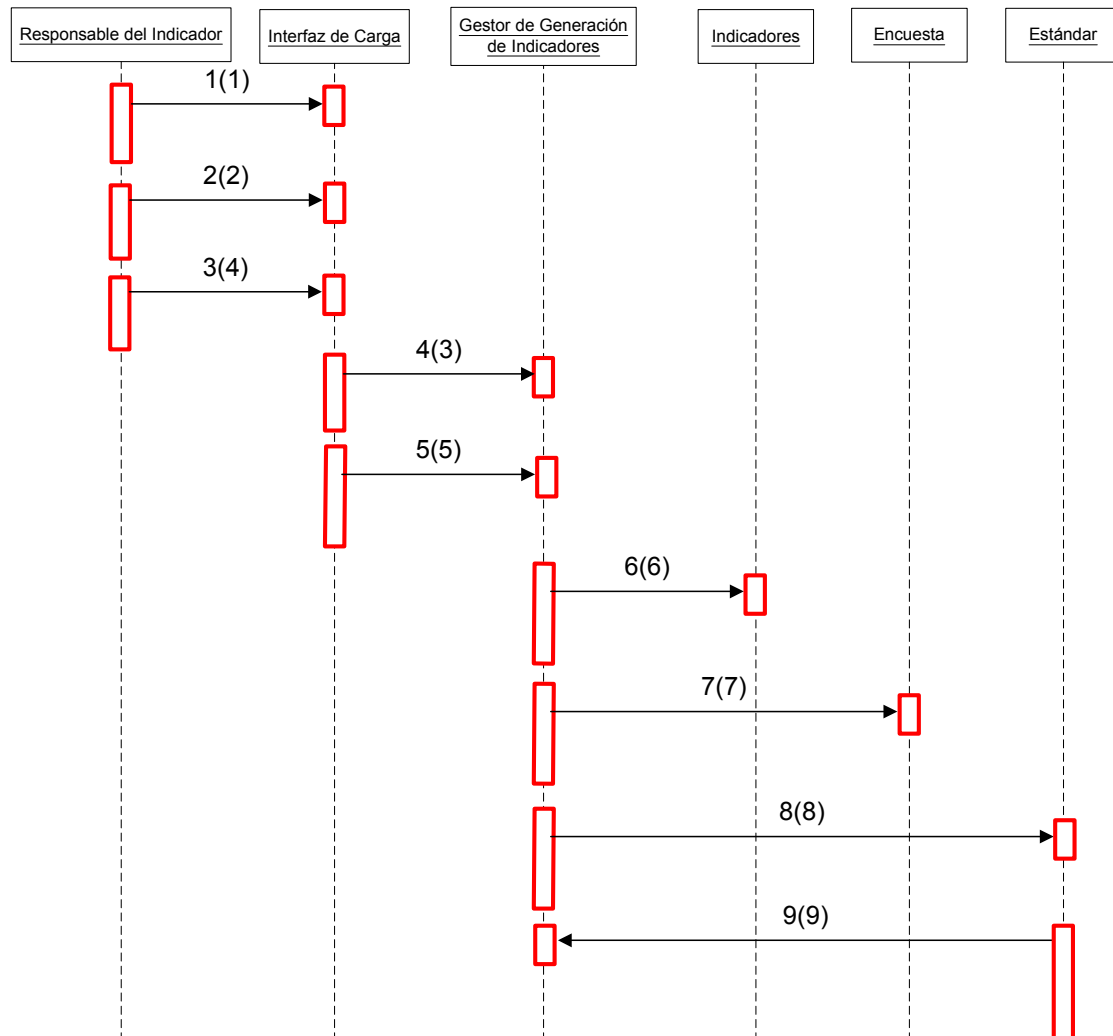 Responsable del Indicador
Interfaz de Carga
Gestor de Generación
de Indicadores
Indicadores
Encuesta
Estándar
1(1)
2(2)
3(4)
4(3)
5(5)
6(6)
7(7)
8(8)
9(9)